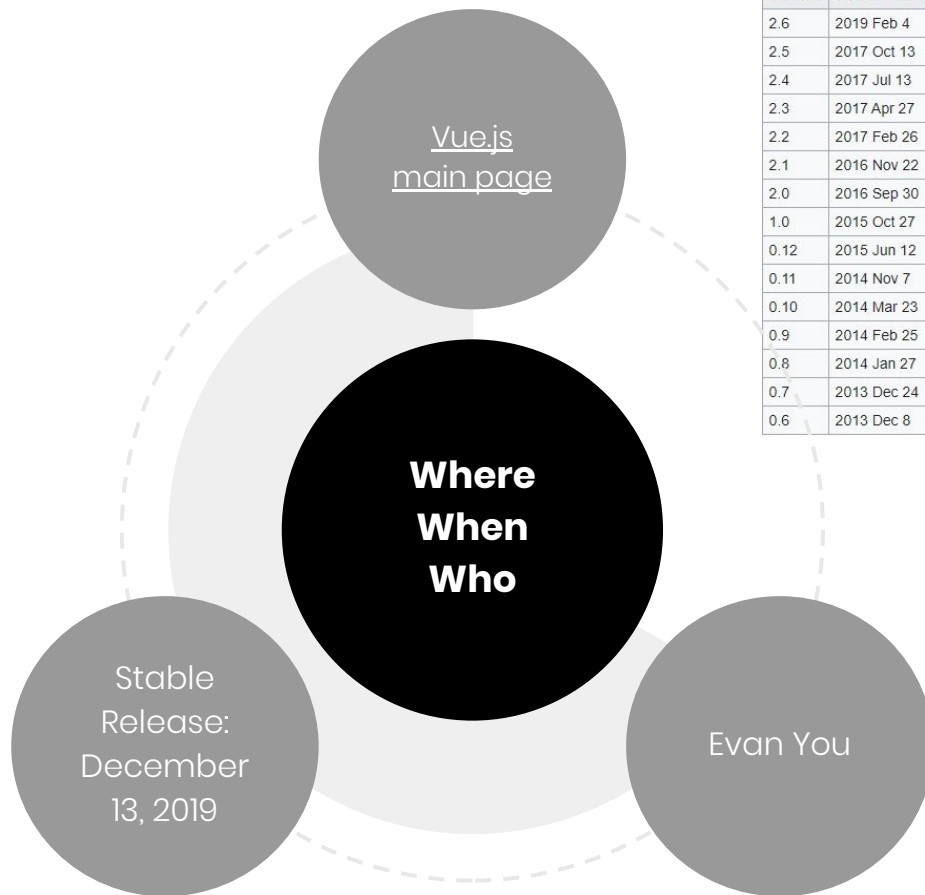 2.6 2019 Feb 4
2.5 2017 Oct 13
2.4 2017 Jul 13
2.3 2017 Apr 27
2.2 2017 Feb 26
2.1 2016 Nov 22
2.0 2016 Sep 30
1.0 2015 Oct 27
0.12 2015 Jun 12
0.11 2014 Nov 7
0.10 2014 Mar 23
0.9 2014 Feb 25
0.8 2014 Jan 27
0.7 2013 Dec 24
0.6 2013 Dec 8
Vue.js
main page
Where
When
Who
Stable
Release:
December
13, 2019
Evan You